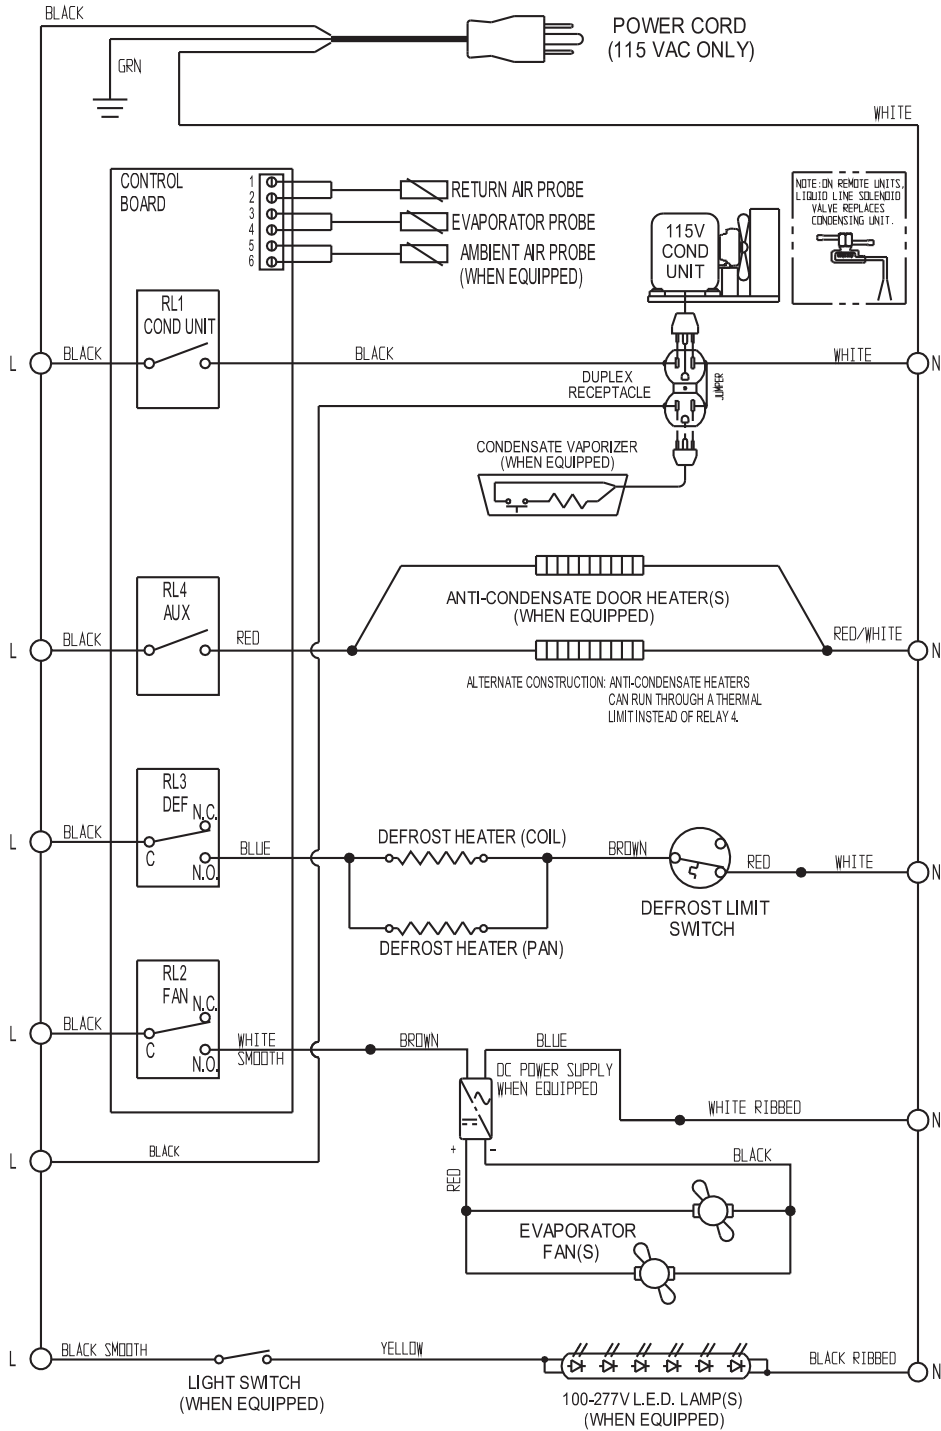 BLACK
POWER CORD
(115 VAC ONLY)
GRN
WHITE
CONTROL
BOARD
1
2
3
4
5
6
RETURN AIR PROBE
EVAPORATOR PROBE
AMBIENT AIR PROBE
(WHEN EQUIPPED)
115V
COND
UNIT
NOTE: ON REMOTE UNITS,
LIQUID LINE SOLENOID
VALVE REPLACES
CONDENSING UNIT.
RL1
COND UNIT
L
BLACK
BLACK
WHITE
N
DUPLEX
RECEPTACLE
JUMPER
CONDENSATE VAPORIZER
(WHEN EQUIPPED)
RL4
AUX
ANTI-CONDENSATE DOOR HEATER(S)
(WHEN EQUIPPED)
L
BLACK
RED
RED/WHITE
N
ALTERNATE CONSTRUCTION: ANTI-CONDENSATE HEATERS
CAN RUN THROUGH A THERMAL
LIMIT INSTEAD OF RELAY 4.
RL3
DEF
N.C.
L
BLACK
C
N.O.
BLUE
DEFROST HEATER (COIL)
BROWN
RED
WHITE
N
DEFROST LIMIT
SWITCH
DEFROST HEATER (PAN)
RL2
FAN
N.C.
L
BLACK
C
N.O.
WHITE
SMOOTH
BROWN
BLUE
DC POWER SUPPLY
WHEN EQUIPPED
WHITE RIBBED
N
L
BLACK
+
-
RED
BLACK
EVAPORATOR
FAN(S)
L
BLACK SMOOTH
YELLOW
BLACK RIBBED
N
LIGHT SWITCH
(WHEN EQUIPPED)
100-277V L.E.D. LAMP(S)
(WHEN EQUIPPED)